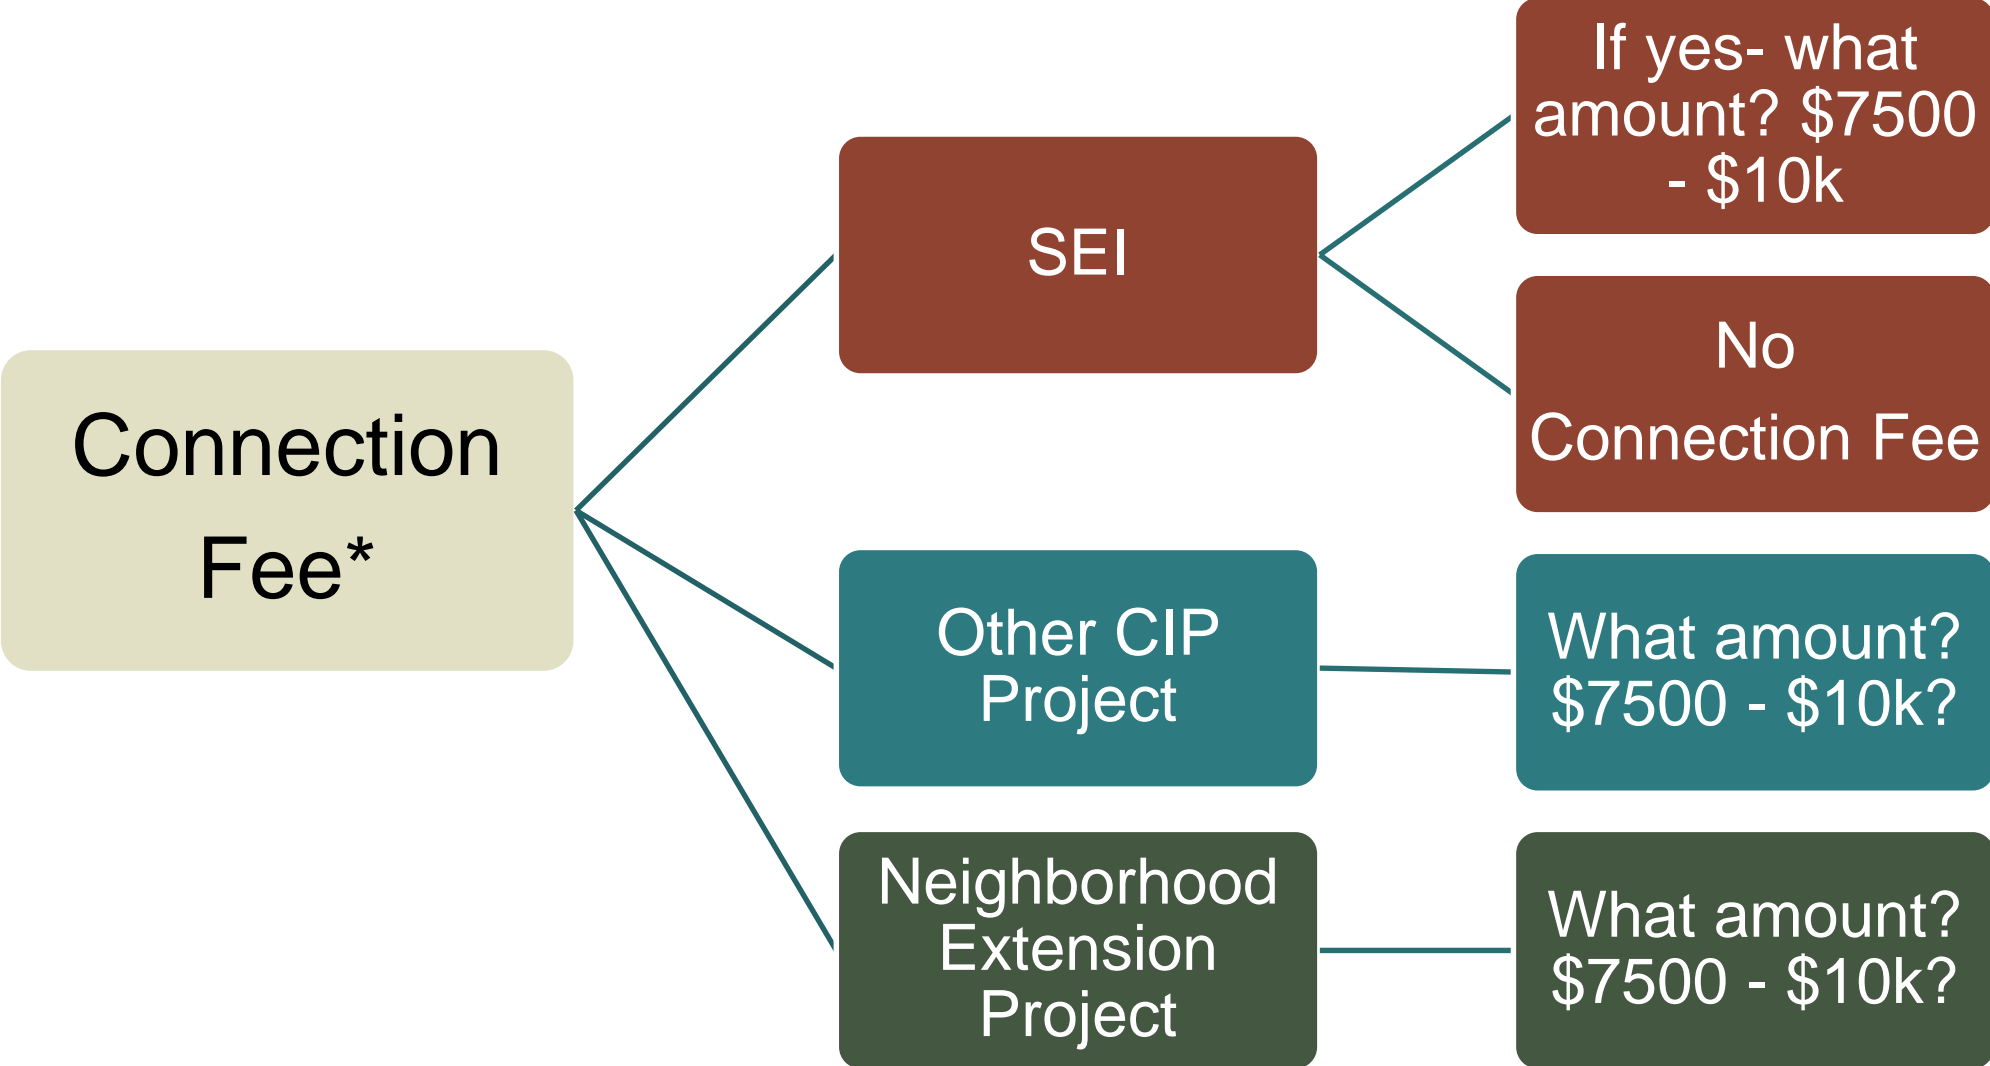 Connection
Fee*
SEI
If yes- what
amount? $7500
- $10k
No
Connection Fee
Other CIP
Project
What amount?
$7500 - $10k?
Neighborhood
Extension
Project
What amount?
$7500 - $10k?